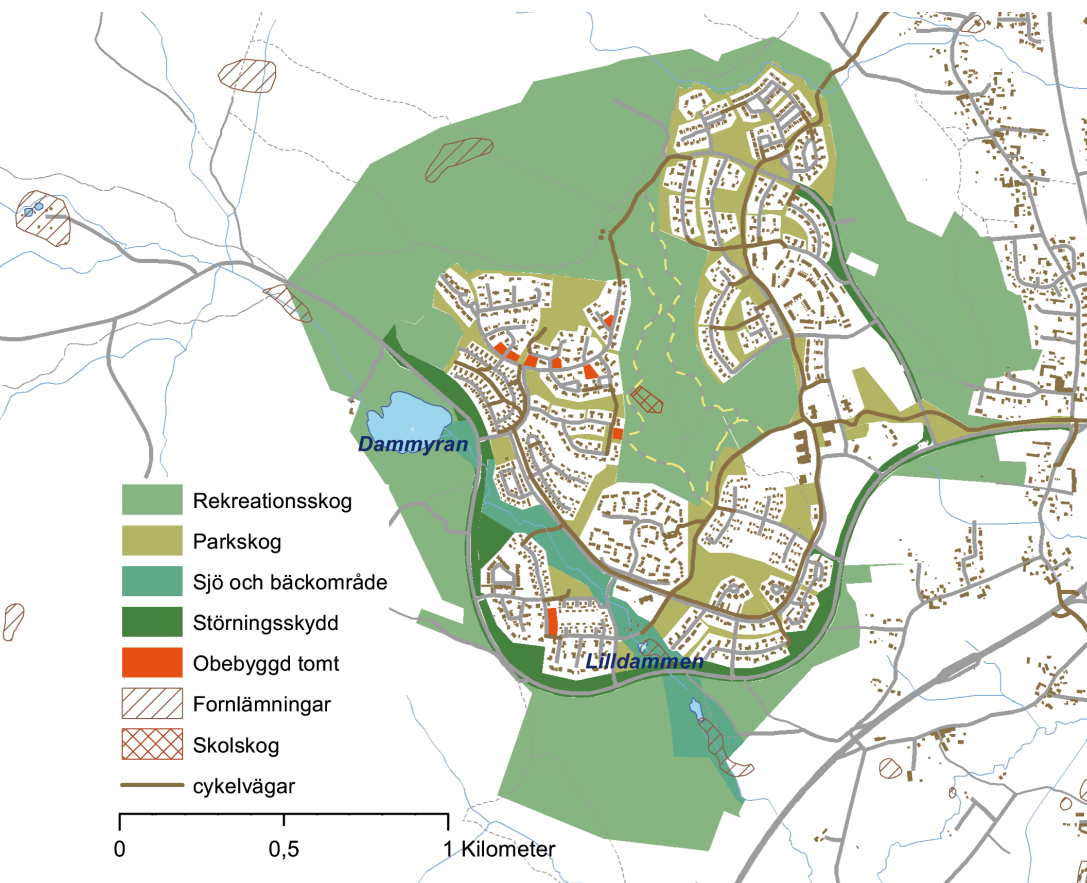 Dammyran
Rekreationsskog
Parkskog
Sjö och bäckområde
Störningsskydd
Obebyggd tomt
Lilldammen
Fornlämningar
Skolskog
cykelvägar
0 0,5 1 Kilometer